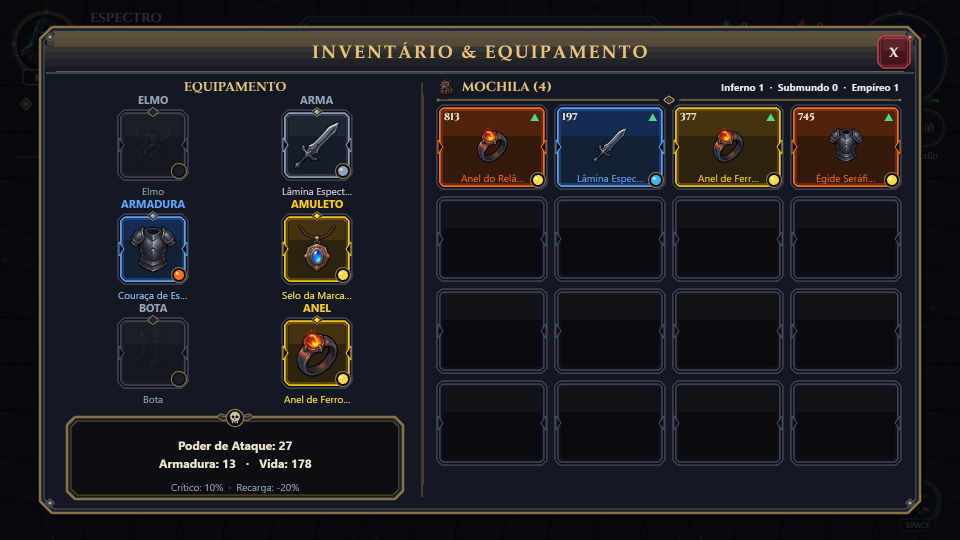 ESPECTRO
INVENTÁRIO & EQUIPAMENTO
X
EQUIPAMENTO
ELMO
ARMA
Elmo
Lâmina Espect...
ARMADURA
AMULETO
Couraça de Es...
Selo da Marca...
BOTA
ANEL
Bota
Anel de Ferro...
Poder de Ataque: 27
Armadura: 13 · Vida: 178
Crítico: 10% · Recarga: -20%
MOCHILA (4)
Inferno 1 · Submundo 0 · Empíreo 1
813
197
377
745
Anel do Relâ...
Lâmina Espec...
Anel de Ferr...
Égide Seráfi...
SPACE